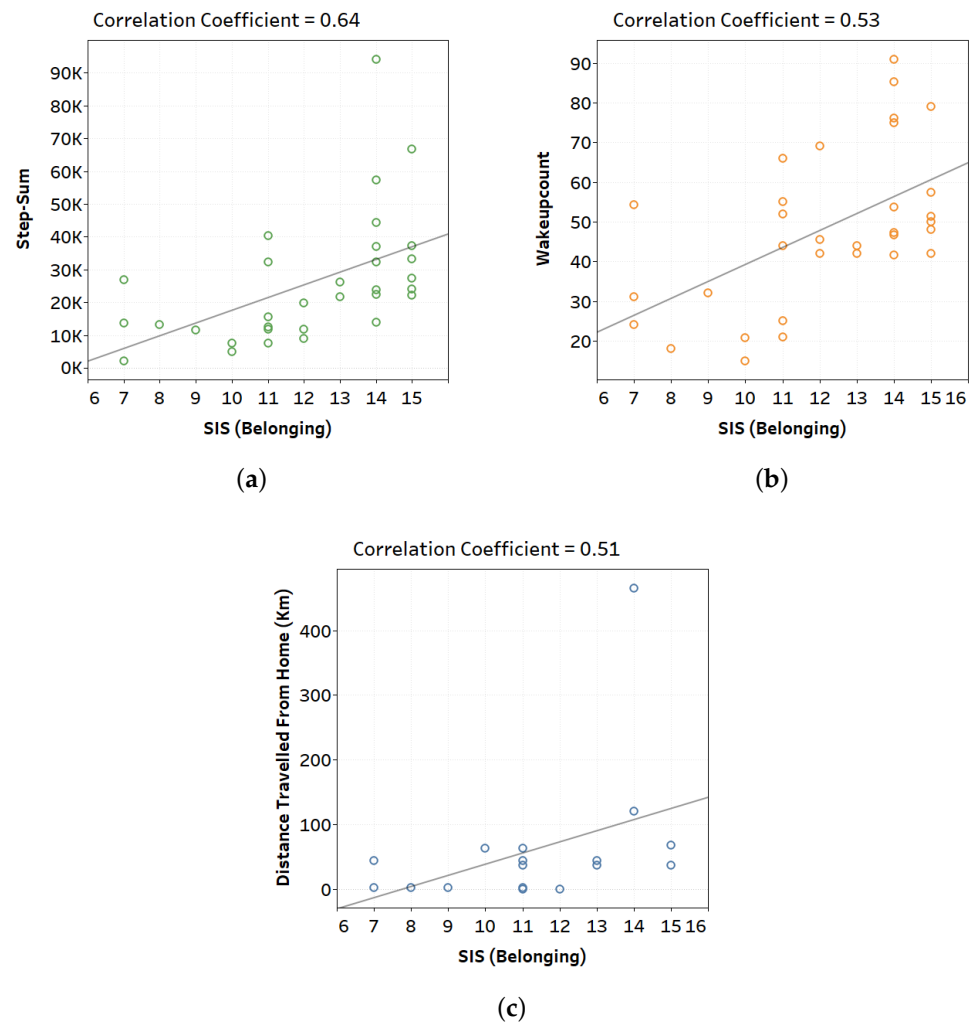 Correlation Coefficient = 0.64
Step-Sum
90K
80K
70K
60K
50K
40K
30K
20K
10K
0K
6 7 8 9 10 11 12 13 14 15
SIS (Belonging)
(a)
Correlation Coefficient = 0.53
Wakeupcount
90
80
70
60
50
40
30
20
6 7 8 9 10 11 12 13 14 15 16
SIS (Belonging)
(b)
Correlation Coefficient = 0.51
Distance Travelled From Home (Km)
400
300
200
100
0
6 7 8 9 10 11 12 13 14 15 16
SIS (Belonging)
(c)